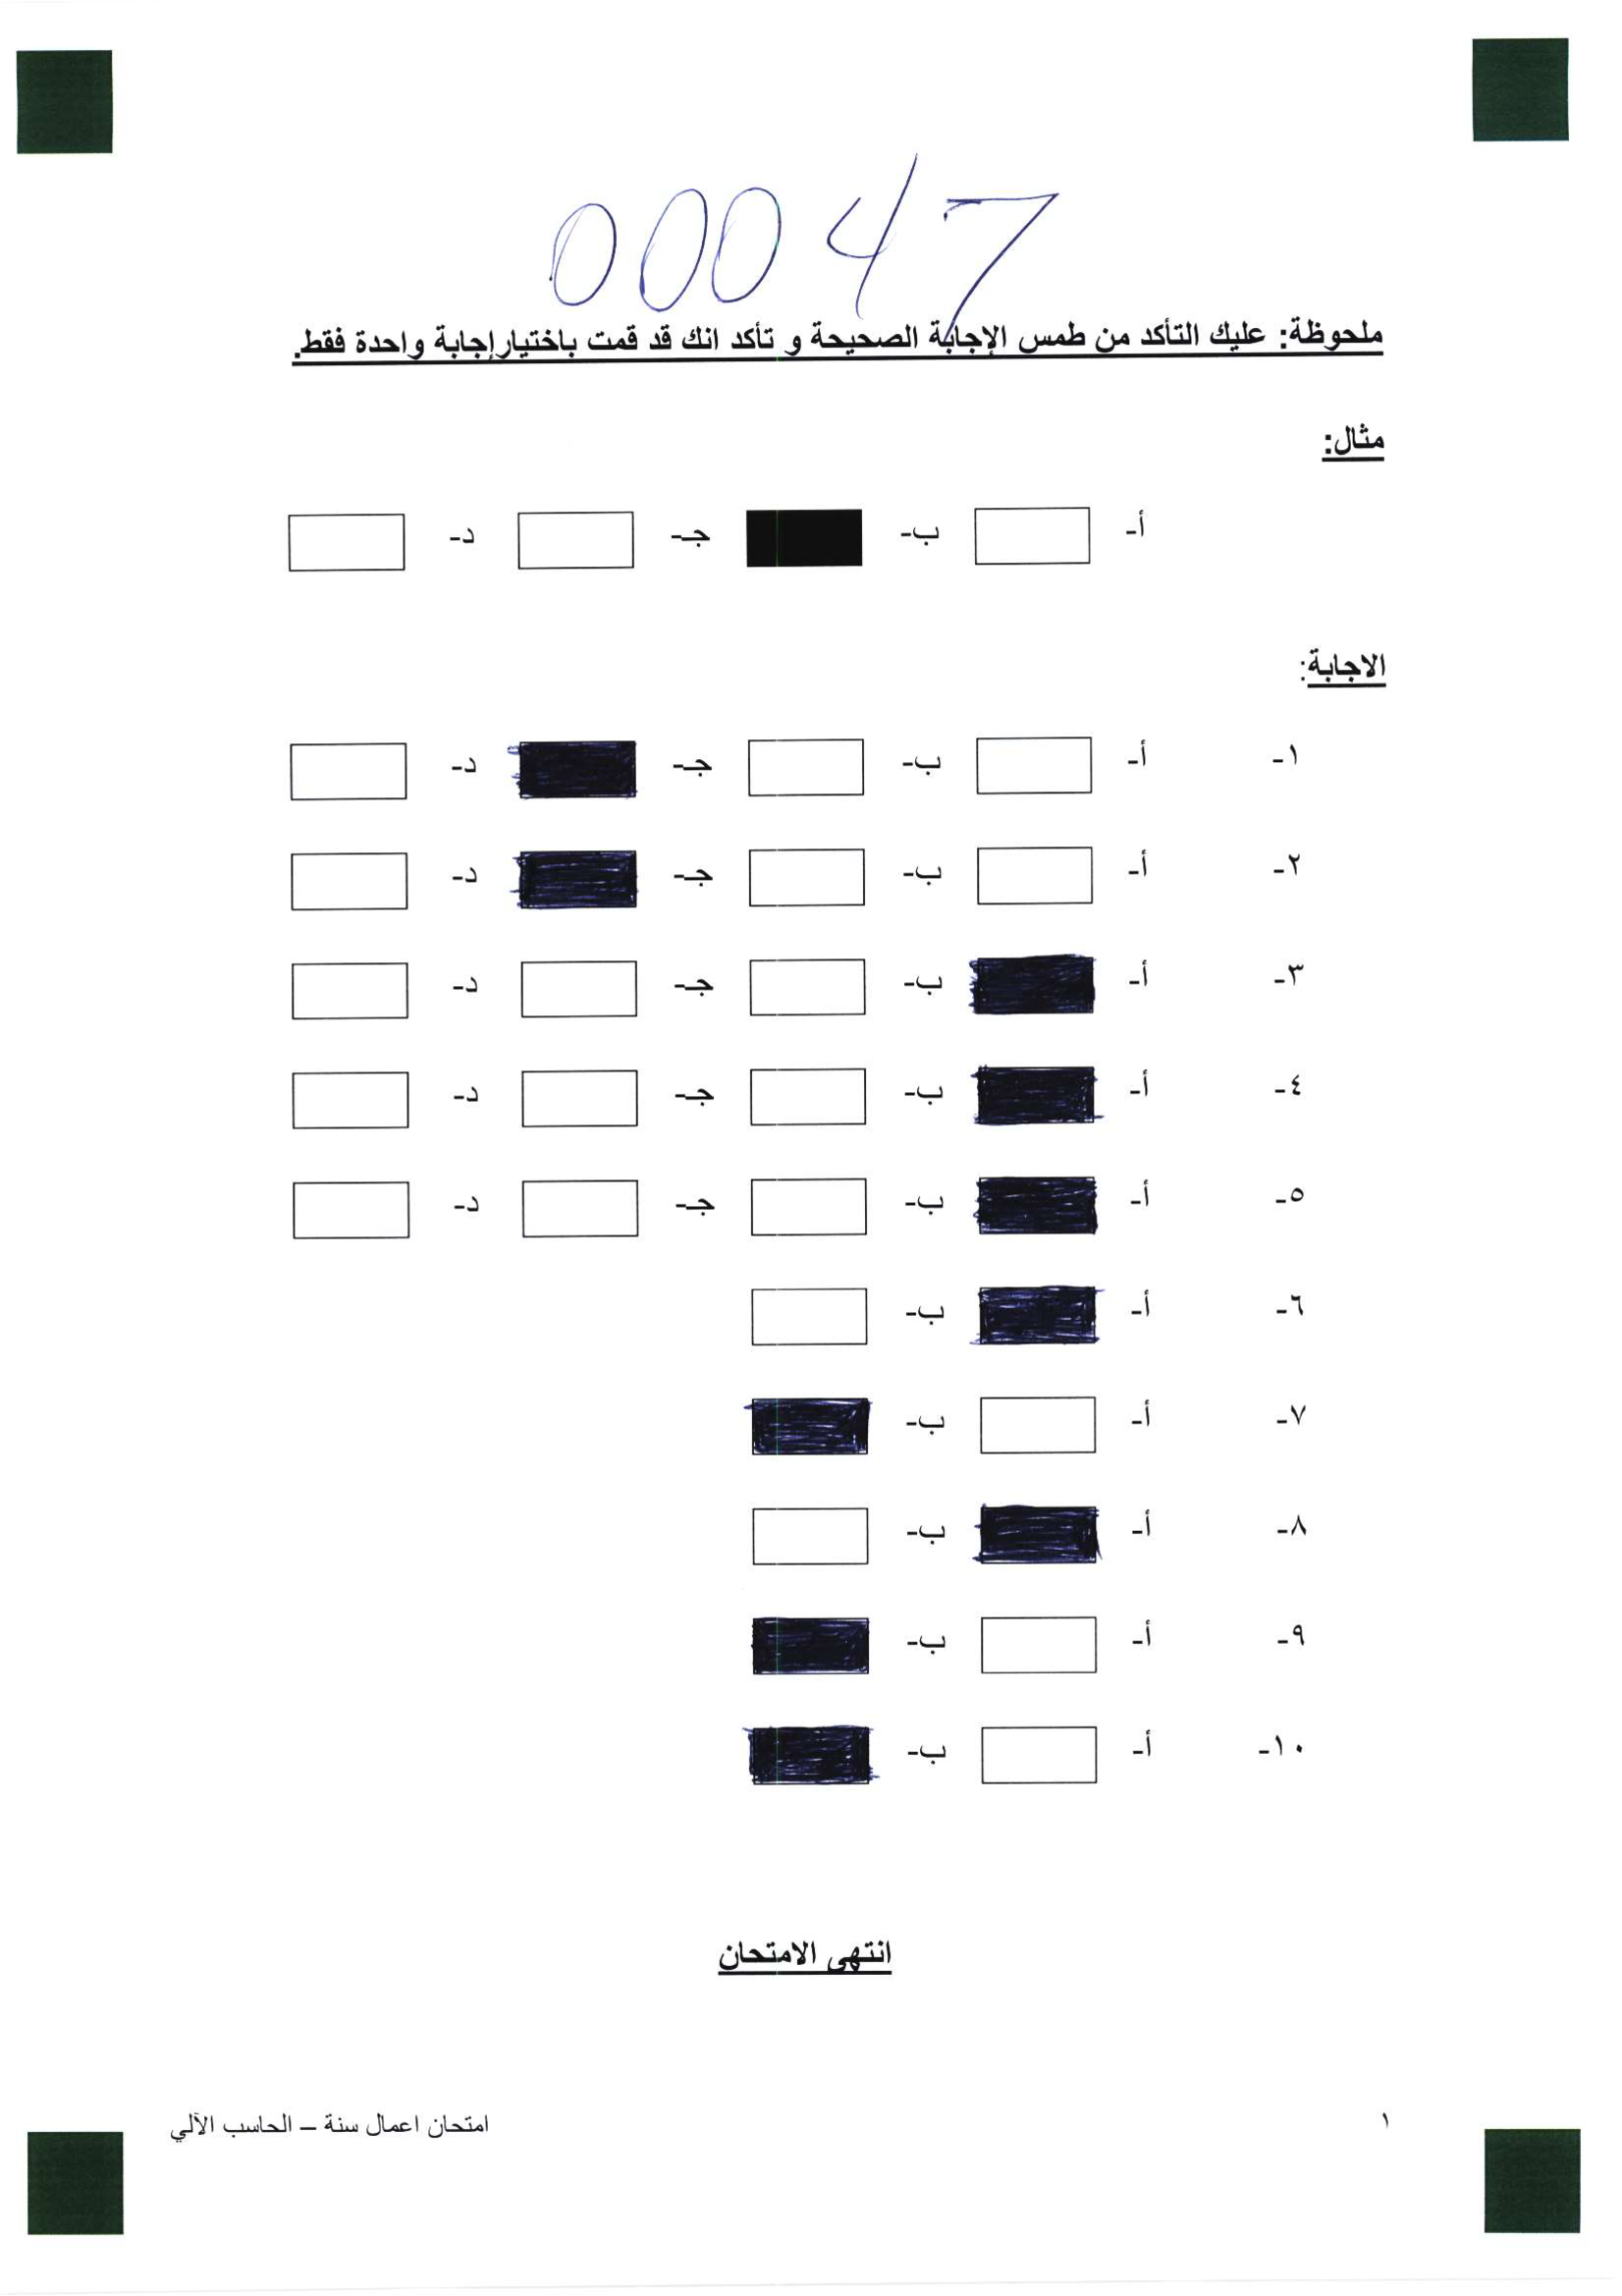 00047
ملحوظة: عليك التأكد من طمس الإجابة الصحيحة و تأكد انك قد قمت باختيارإجابة واحدة فقط.
مثال:
أ- ب- جـ- د-
الاجابة:
١- أ- ب- جـ- د-
٢- أ- ب- جـ- د-
٣- أ- ب- جـ- د-
٤- أ- ب- جـ- د-
٥- أ- ب- جـ- د-
٦- أ- ب-
٧- أ- ب-
٨- أ- ب-
٩- أ- ب-
١٠- أ- ب-
انتهى الامتحان
١ امتحان اعمال سنة – الحاسب الآلي